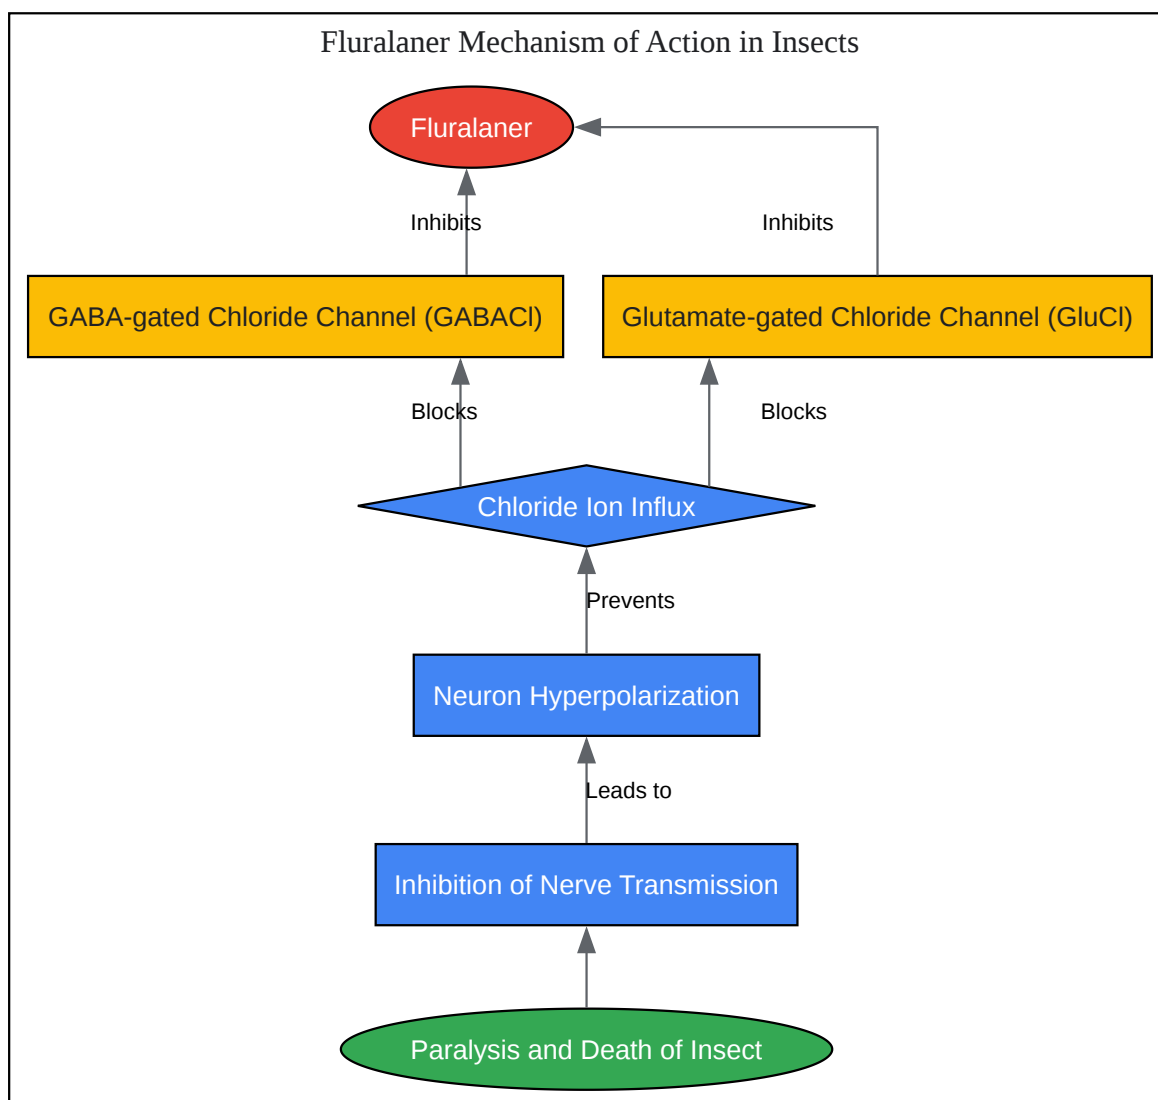 Fluralaner Mechanism of Action in Insects
Fluralaner
Inhibits
Inhibits
GABA-gated Chloride Channel (GABACl)
Glutamate-gated Chloride Channel (GluCl)
Blocks
Blocks
Chloride Ion Influx
Prevents
Neuron Hyperpolarization
Leads to
Inhibition of Nerve Transmission
Paralysis and Death of Insect